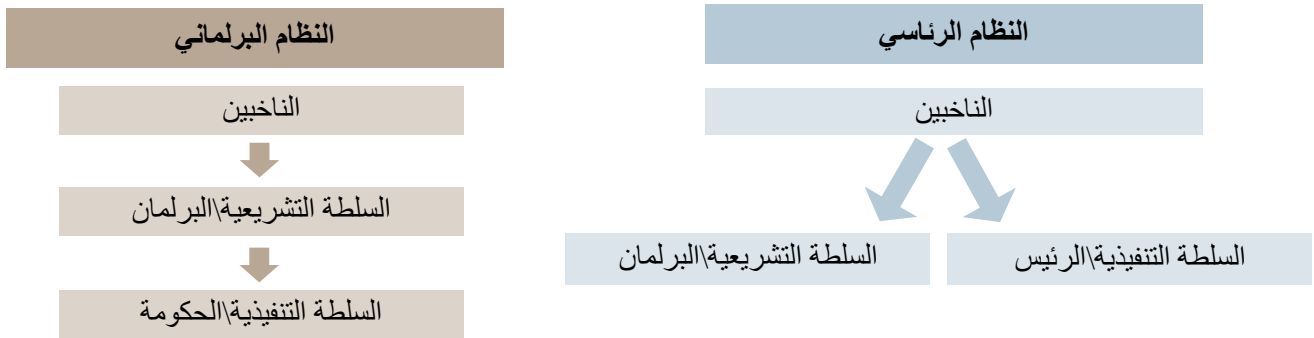 النظام الرئاسي
الناخبين
السلطة التنفيذية\الرئيس
السلطة التشريعية\البرلمان
النظام البرلماني
الناخبين
السلطة التشريعية\البرلمان
السلطة التنفيذية\الحكومة